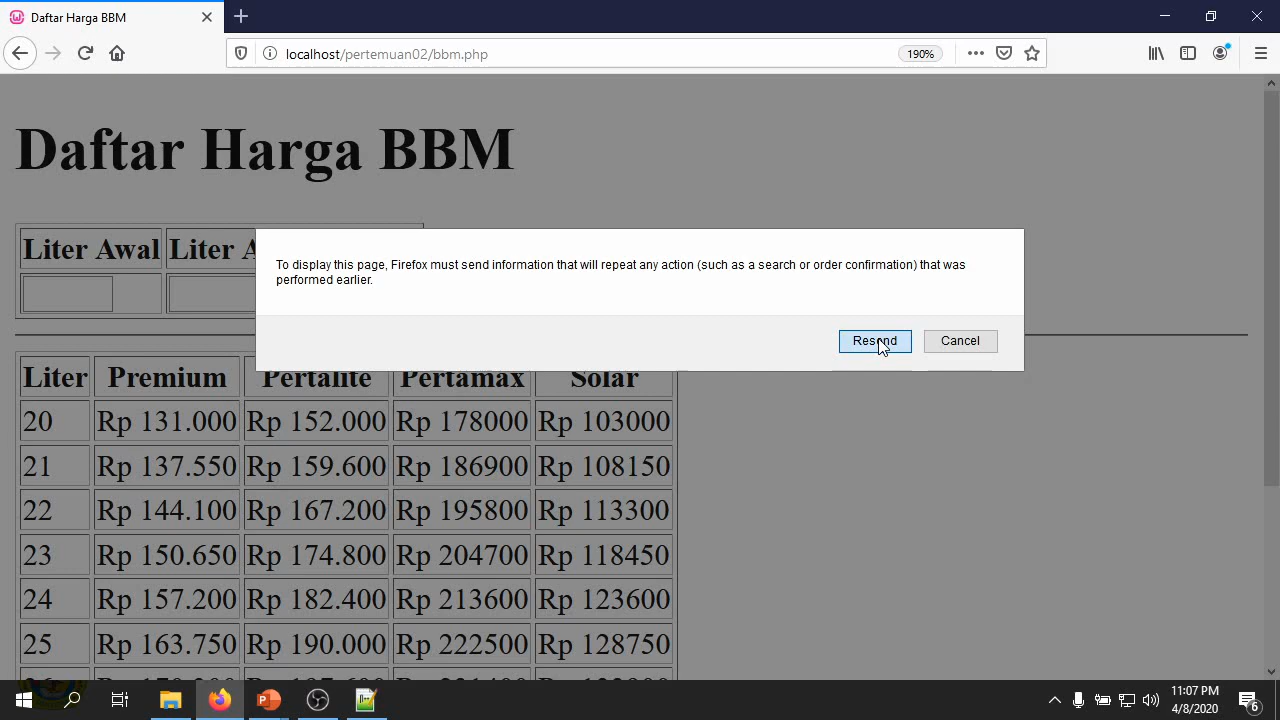 Daftar Harga BBM
localhost/pertemuan02/bbm.php
190%
Daftar Harga BBM
Liter Awal Liter A
To display this page, Firefox must send information that will repeat any action (such as a search or order confirmation) that was
performed earlier.
Resend Cancel
Liter Premium Pertalite Pertamax Solar
20 Rp 131.000 Rp 152.000 Rp 178000 Rp 103000
21 Rp 137.550 Rp 159.600 Rp 186900 Rp 108150
22 Rp 144.100 Rp 167.200 Rp 195800 Rp 113300
23 Rp 150.650 Rp 174.800 Rp 204700 Rp 118450
24 Rp 157.200 Rp 182.400 Rp 213600 Rp 123600
25 Rp 163.750 Rp 190.000 Rp 222500 Rp 128750
11:07 PM
4/8/2020
6